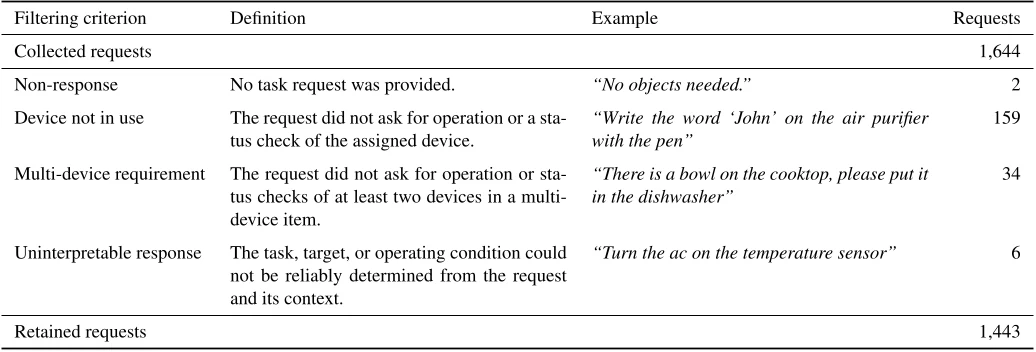 Filtering criterion Definition Example Requests
Collected requests 1,644
Non-response No task request was provided. “No objects needed.” 2
Device not in use The request did not ask for operation or a sta- “Write the word ‘John’ on the air purifier 159
tus check of the assigned device. with the pen”
Multi-device requirement The request did not ask for operation or sta- “There is a bowl on the cooktop, please put it 34
tus checks of at least two devices in a multi- in the dishwasher”
device item.
Uninterpretable response The task, target, or operating condition could “Turn the ac on the temperature sensor” 6
not be reliably determined from the request
and its context.
Retained requests 1,443